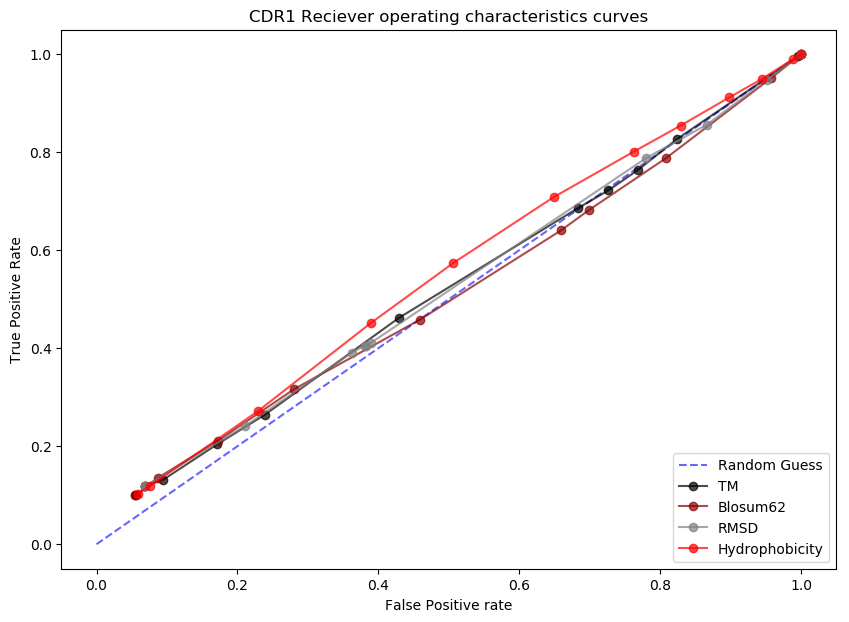 CDR1 Reciever operating characteristics curves
True Positive Rate
1.0
0.8
0.6
0.4
0.2
0.0
0.0 0.2 0.4 0.6 0.8 1.0
False Positive rate
Random Guess
TM
Blosum62
RMSD
Hydrophobicity